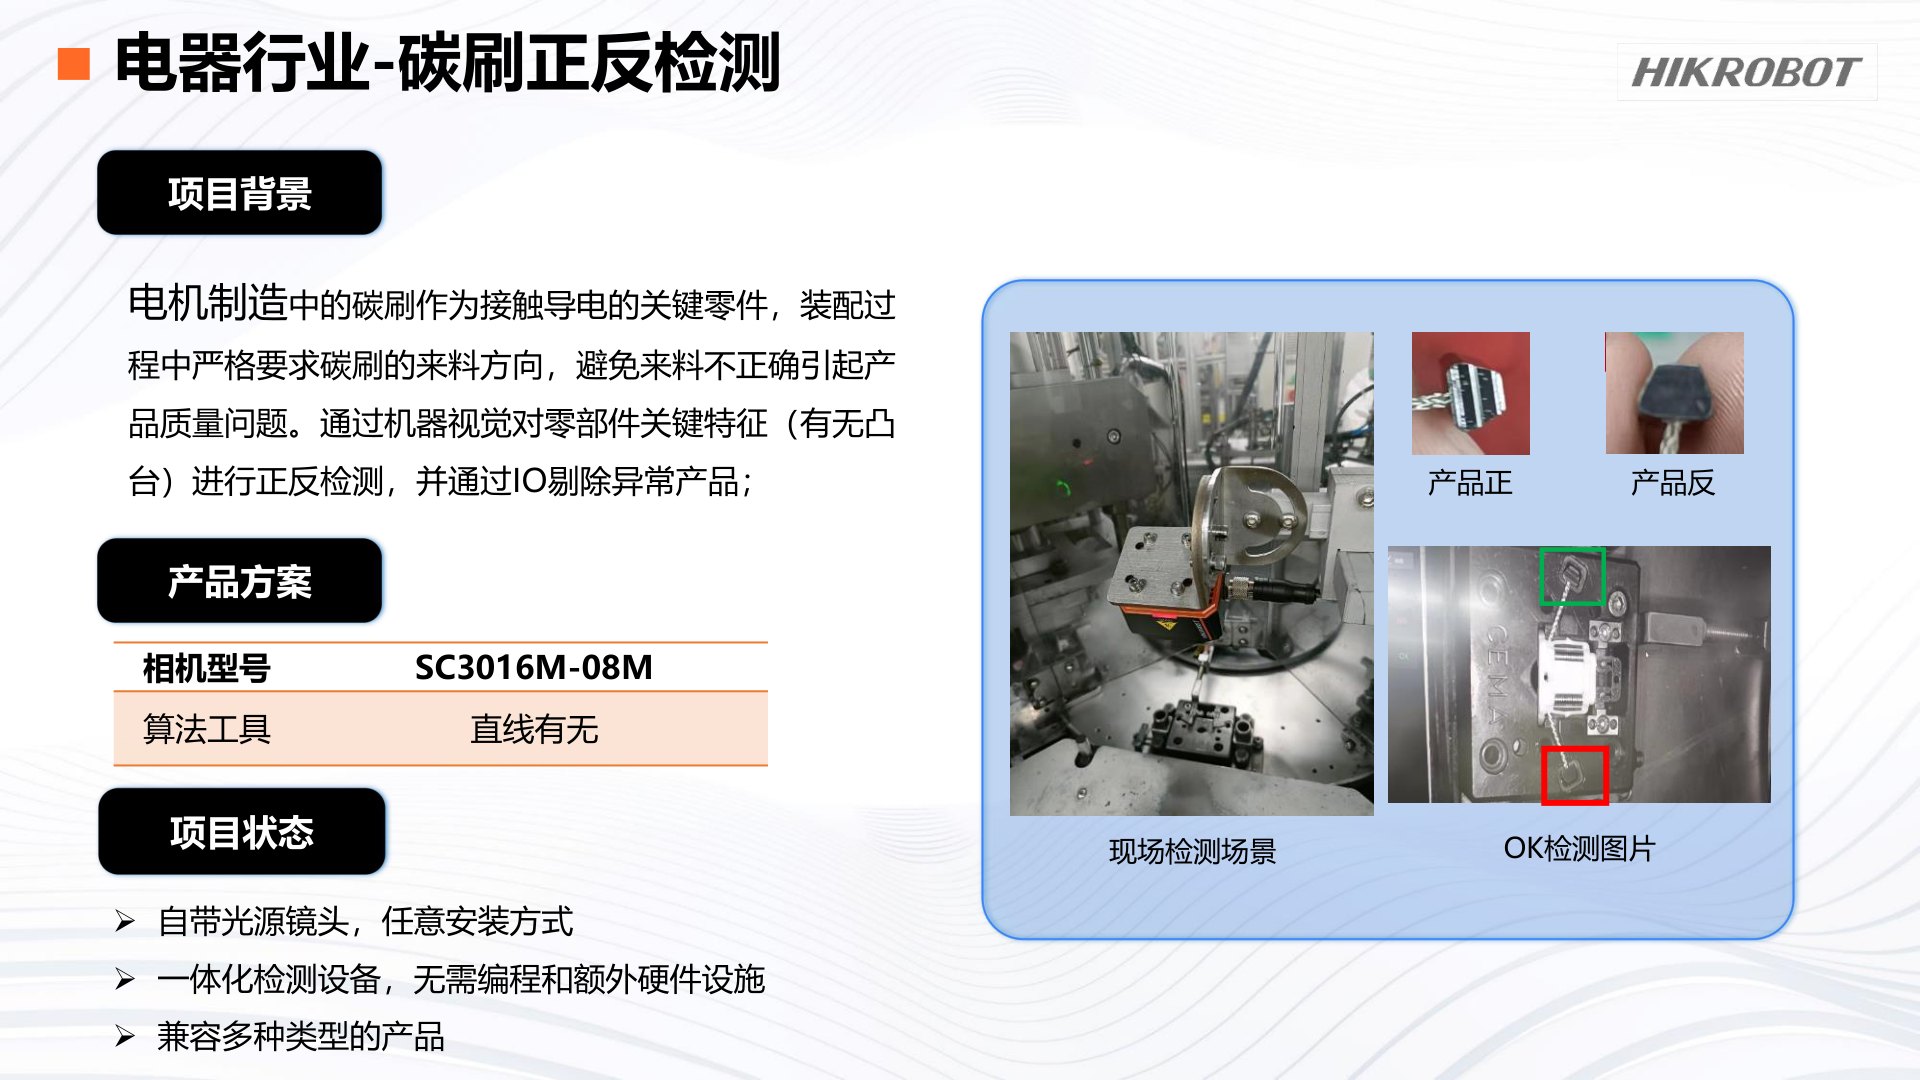 电器行业-碳刷正反检测
HIKROBOT
项目背景
电机制造中的碳刷作为接触导电的关键零件，装配过
程中严格要求碳刷的来料方向，避免来料不正确引起产
品质量问题。通过机器视觉对零部件关键特征（有无凸
台）进行正反检测，并通过IO剔除异常产品；
产品方案
相机型号 SC3016M-08M
算法工具 直线有无
项目状态
自带光源镜头，任意安装方式
一体化检测设备，无需编程和额外硬件设施
兼容多种类型的产品
产品正
产品反
GEMA
现场检测场景
OK检测图片